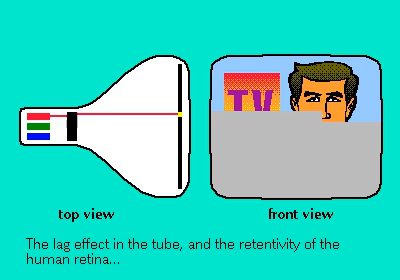 TV
top view
front view
The lag effect in the tube, and the retentivity of the
human retina...